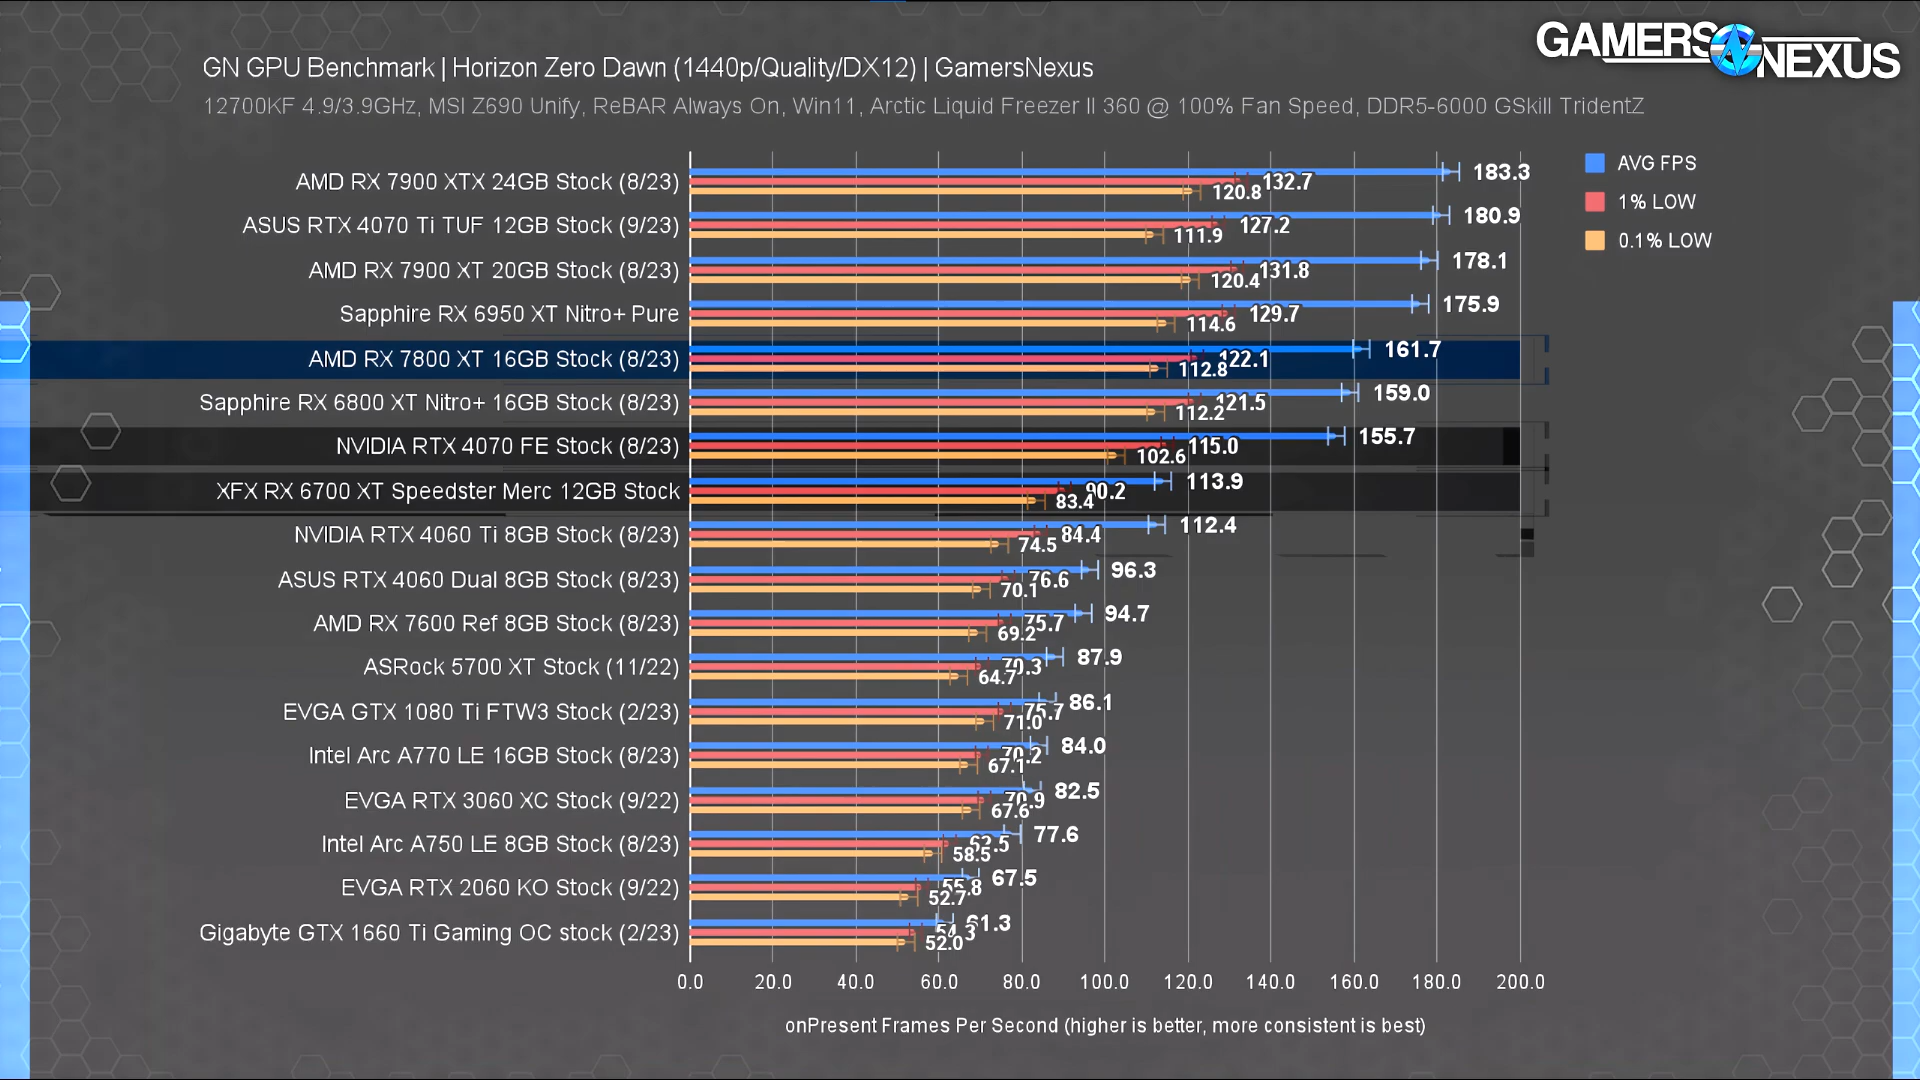 GAMERS NEXUS
GN GPU Benchmark | Horizon Zero Dawn (1440p/Quality/DX12) | GamersNexus
12700KF 4.9/3.9GHz, MSI Z690 Unify, ReBAR Always On, Win11, Arctic Liquid Freezer II 360 @ 100% Fan Speed, DDR5-6000 GSkill TridentZ
AVG FPS
1% LOW
0.1% LOW
AMD RX 7900 XTX 24GB Stock (8/23) 183.3 132.7 120.8
ASUS RTX 4070 Ti TUF 12GB Stock (9/23) 180.9 127.2 111.9
AMD RX 7900 XT 20GB Stock (8/23) 178.1 131.8 120.4
Sapphire RX 6950 XT Nitro+ Pure 175.9 129.7 114.6
AMD RX 7800 XT 16GB Stock (8/23) 161.7 122.1 112.8
Sapphire RX 6800 XT Nitro+ 16GB Stock (8/23) 159.0 121.5 112.2
NVIDIA RTX 4070 FE Stock (8/23) 155.7 115.0 102.6
XFX RX 6700 XT Speedster Merc 12GB Stock 113.9 90.2 83.4
NVIDIA RTX 4060 Ti 8GB Stock (8/23) 112.4 84.4 74.5
ASUS RTX 4060 Dual 8GB Stock (8/23) 96.3 76.6 70.1
AMD RX 7600 Ref 8GB Stock (8/23) 94.7 75.7 69.2
ASRock 5700 XT Stock (11/22) 87.9 70.3 64.7
EVGA GTX 1080 Ti FTW3 Stock (2/23) 86.1 75.7 71.0
Intel Arc A770 LE 16GB Stock (8/23) 84.0 70.2 67.1
EVGA RTX 3060 XC Stock (9/22) 82.5 70.9 67.6
Intel Arc A750 LE 8GB Stock (8/23) 77.6 62.5 58.5
EVGA RTX 2060 KO Stock (9/22) 67.5 55.8 52.7
Gigabyte GTX 1660 Ti Gaming OC stock (2/23) 61.3 54.3 52.0
0.0 20.0 40.0 60.0 80.0 100.0 120.0 140.0 160.0 180.0 200.0
onPresent Frames Per Second (higher is better, more consistent is best)